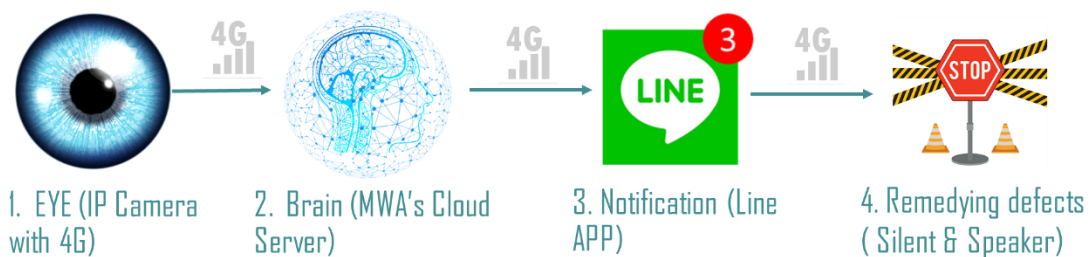 4G
4G
4G
3
LINE
STOP
1. EYE (IP Camera
with 4G)
2. Brain (MWA's Cloud
Server)
3. Notification (Line
APP)
4. Remedying defects
( Silent & Speaker)